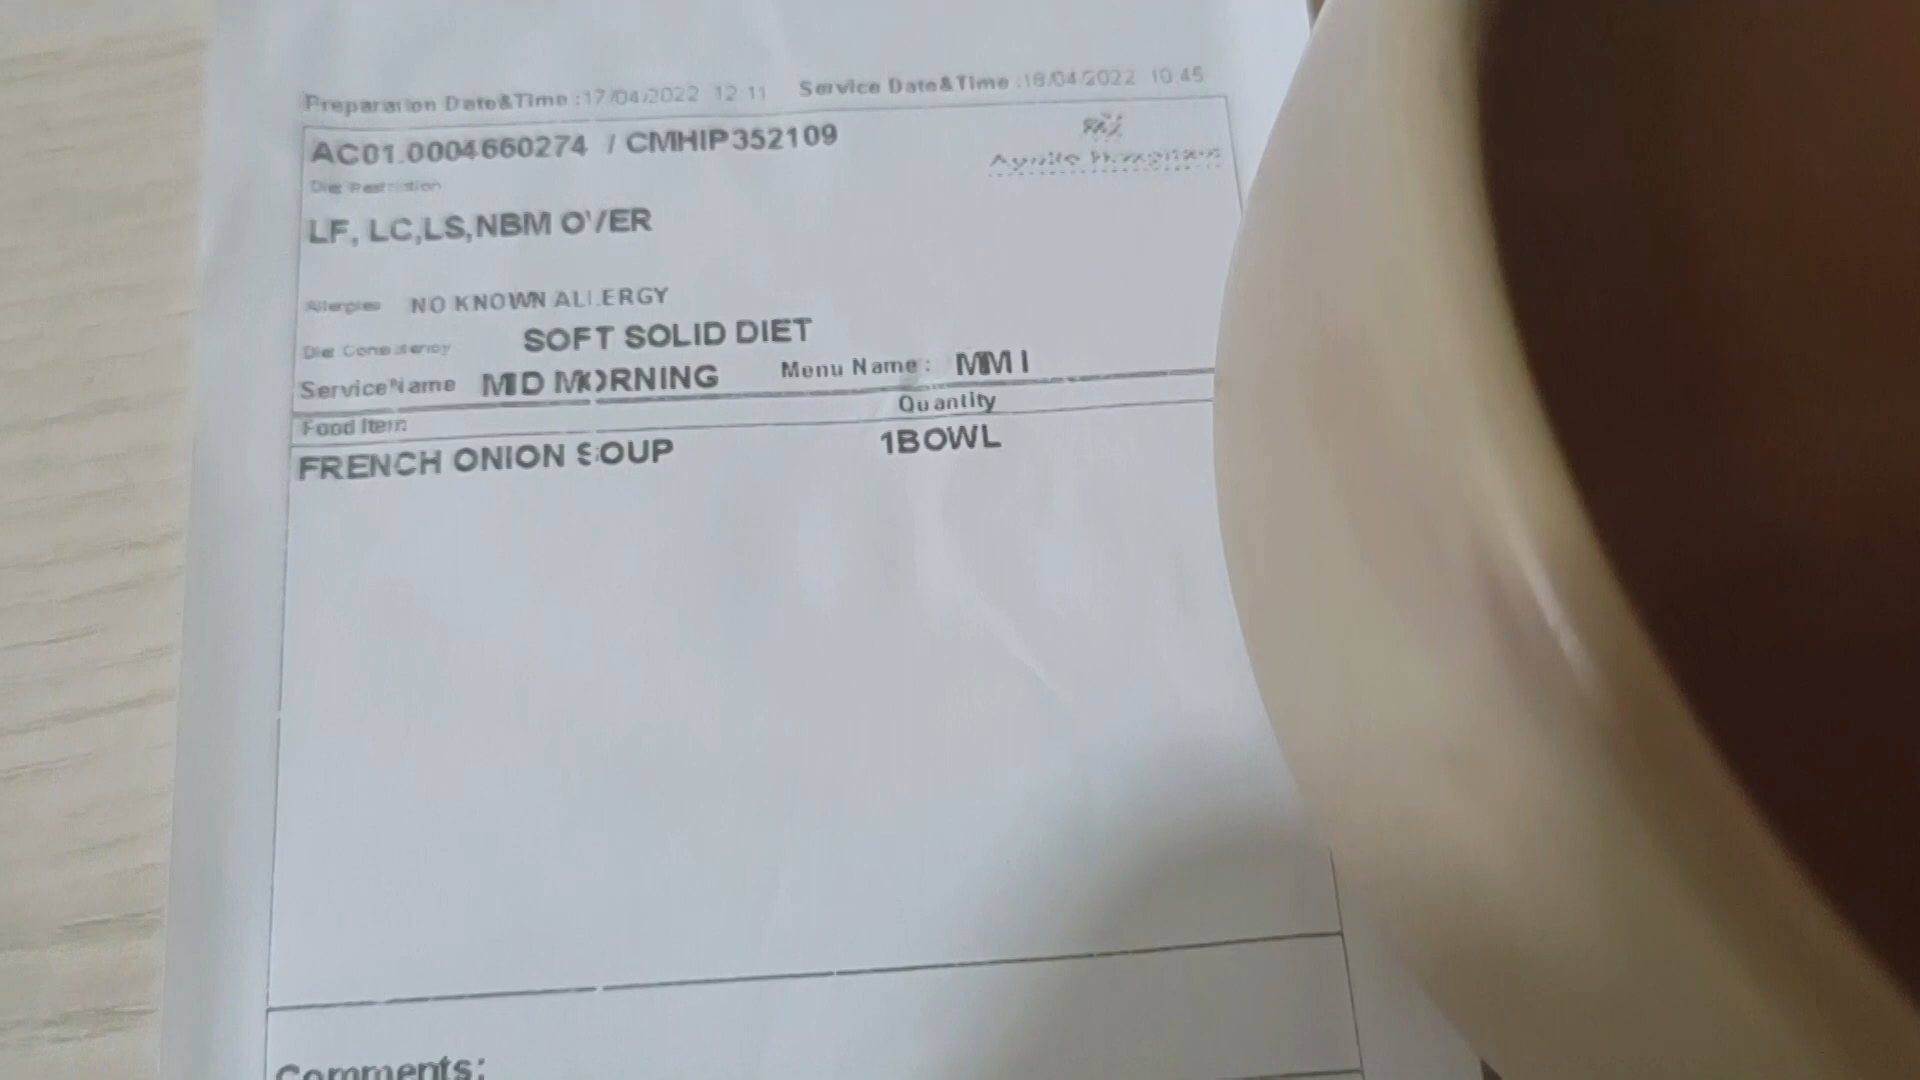 Preparation Date&Time :17/04/2022 12:11 Service Date&Time :18/04/2022 10:45
AC01.0004660274 / CMHIP352109
Diet Restriction
LF, LC,LS,NBM OVER
Allergies NO KNOWN ALLERGY
Diet Consistency SOFT SOLID DIET
Service Name MID MORNING Menu Name : MM I
Food Item Quantity
FRENCH ONION SOUP 1BOWL
Comments: